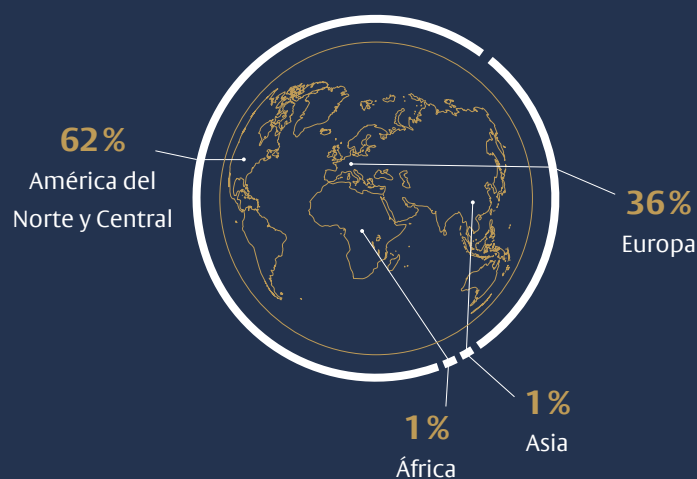 62%
América del
Norte y Central
36%
Europa
1%
Asia
1%
África